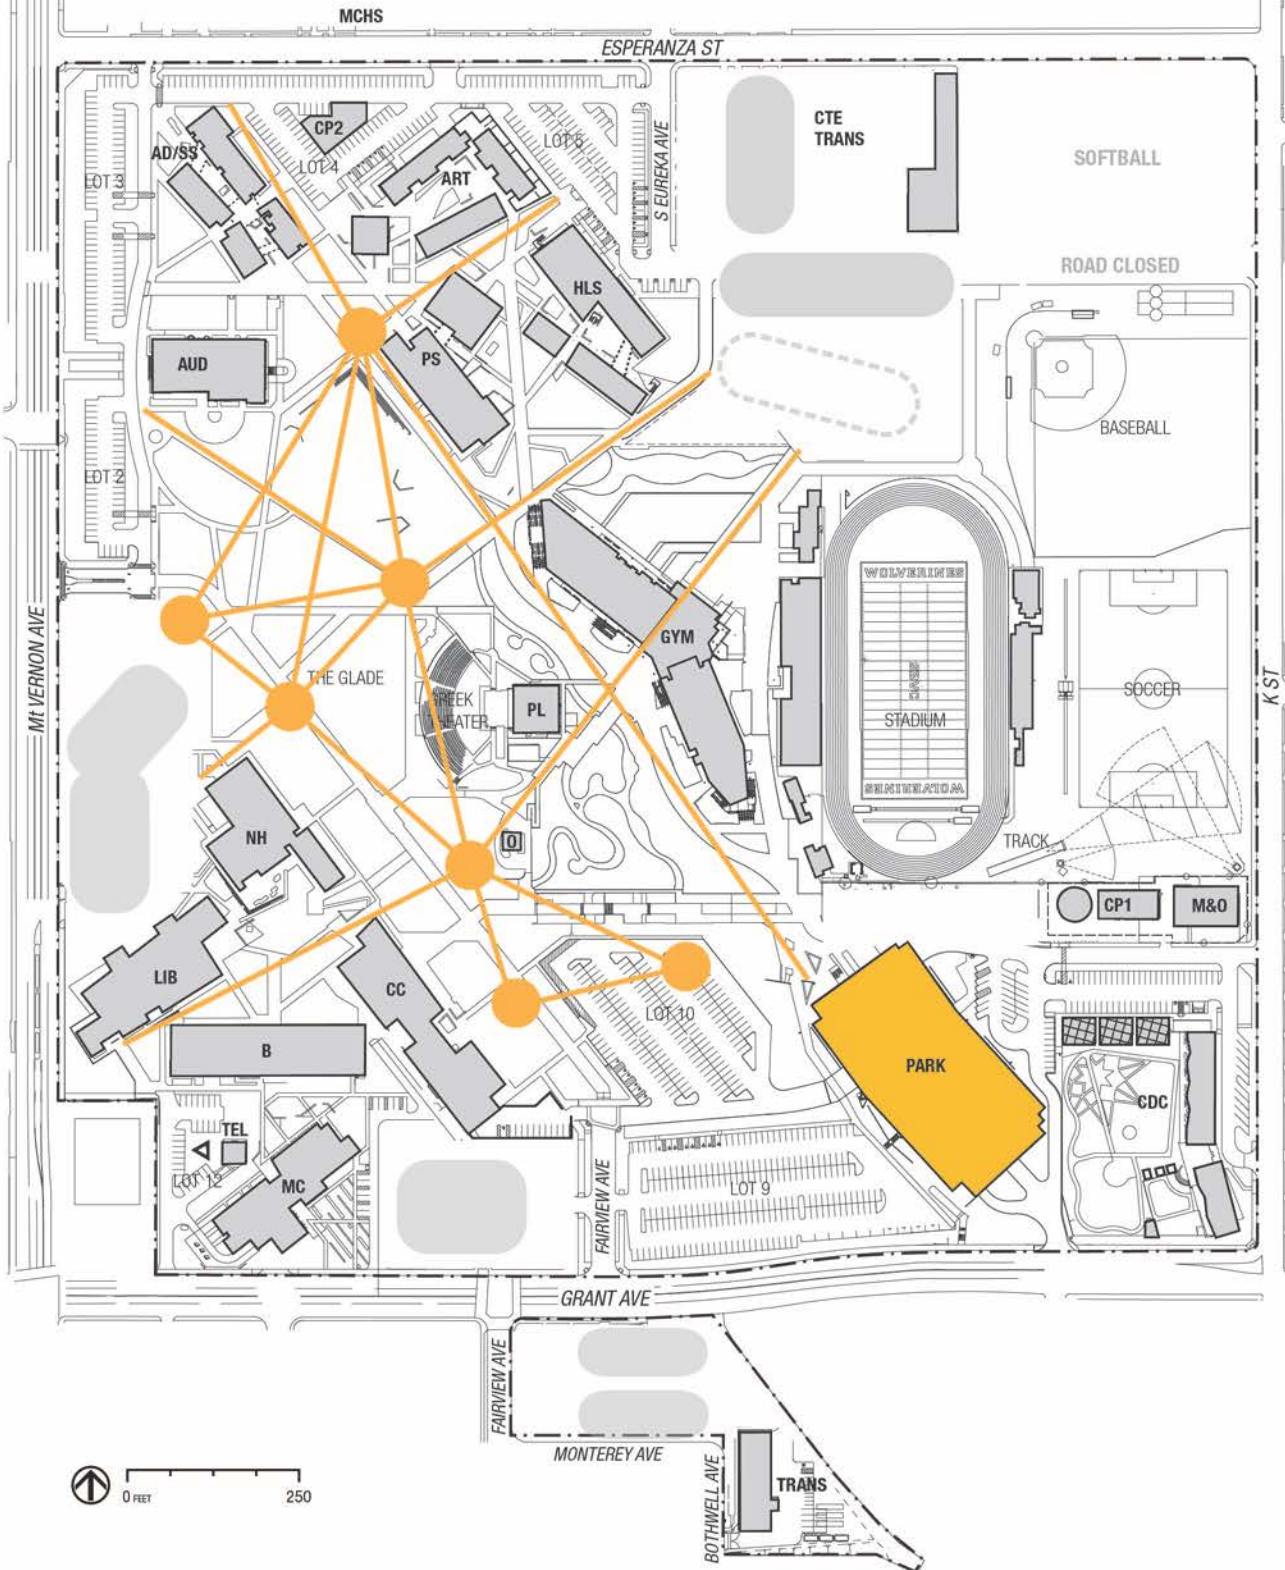 MCHS
ESPERANZA ST
CP2
AD/SS
LOT 4
LOT 5
ART
LOT 3
S EUREKA AVE
CTE
TRANS
SOFTBALL
ROAD CLOSED
HLS
AUD
PS
BASEBALL
LOT 2
WOLVERINES
Mt VERNON AVE
GYM
K ST
THE GLADE
GREEK
THEATER
PL
SBVC
SOCCER
STADIUM
WOLVERINES
NH
O
TRACK
CP1
M&O
LIB
CC
LOT 10
B
PARK
CDC
TEL
LOT 12
MC
FAIRVIEW AVE
LOT 9
GRANT AVE
FAIRVIEW AVE
MONTEREY AVE
BOTHWELL AVE
TRANS
0 FEET
250